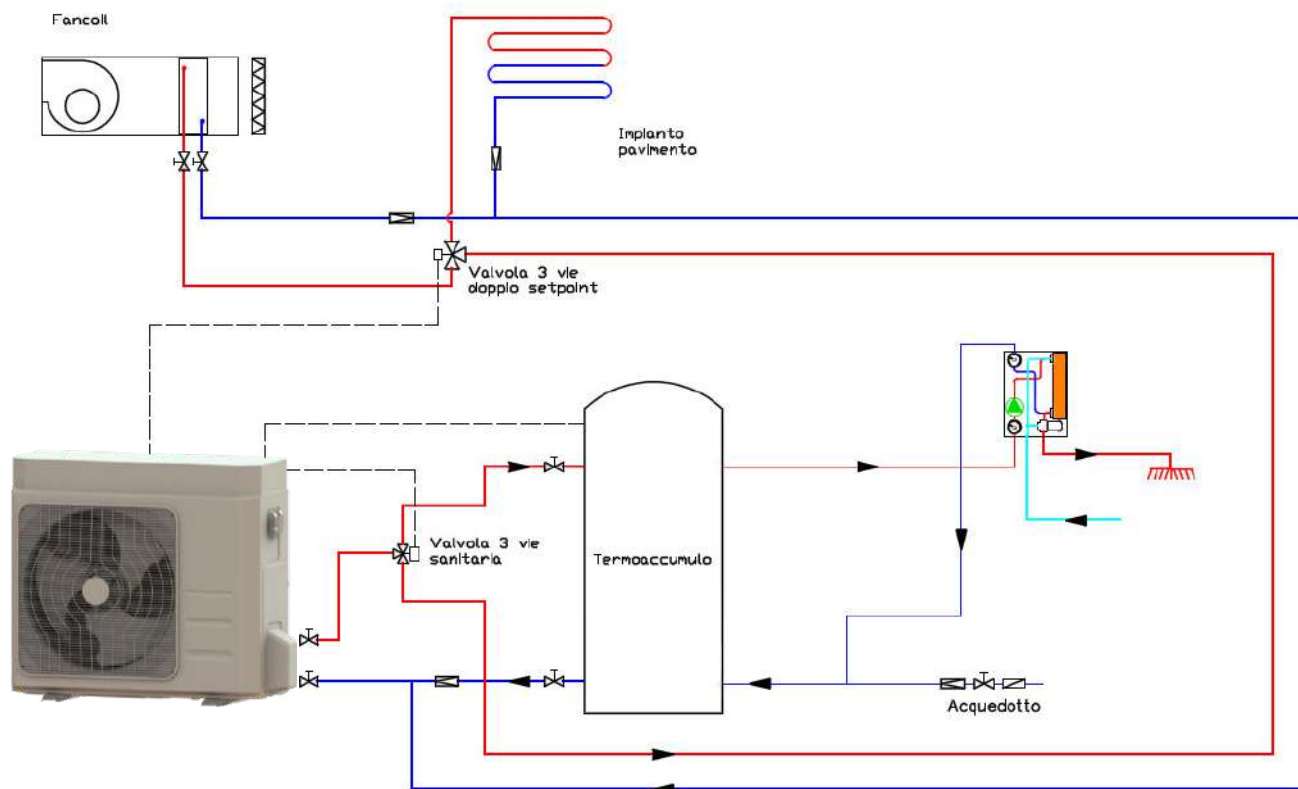 Fancoil
Impianto
pavimento
Valvola 3 vie
doppio setpoint
Valvola 3 vie
sanitaria
Termoaccumulo
Acquedotto